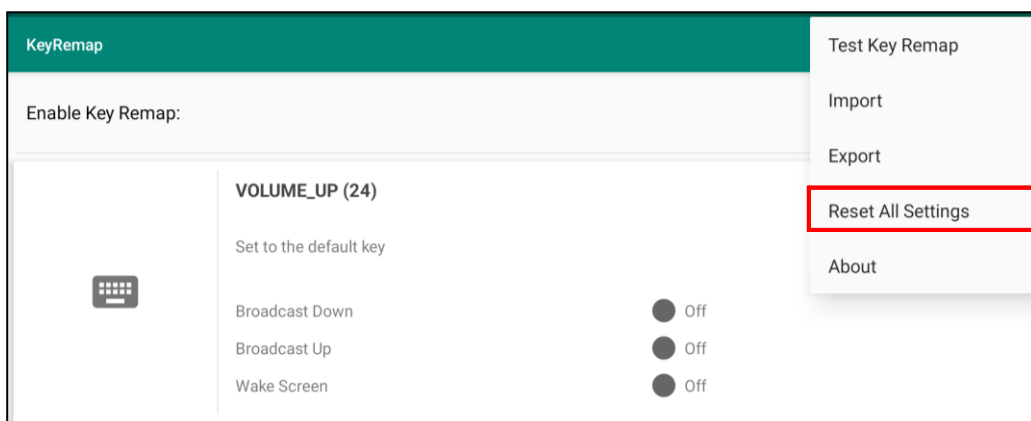 KeyRemap
Enable Key Remap:
VOLUME_UP (24)
Set to the default key
Broadcast Down Off
Broadcast Up Off
Wake Screen Off
Test Key Remap
Import
Export
Reset All Settings
About